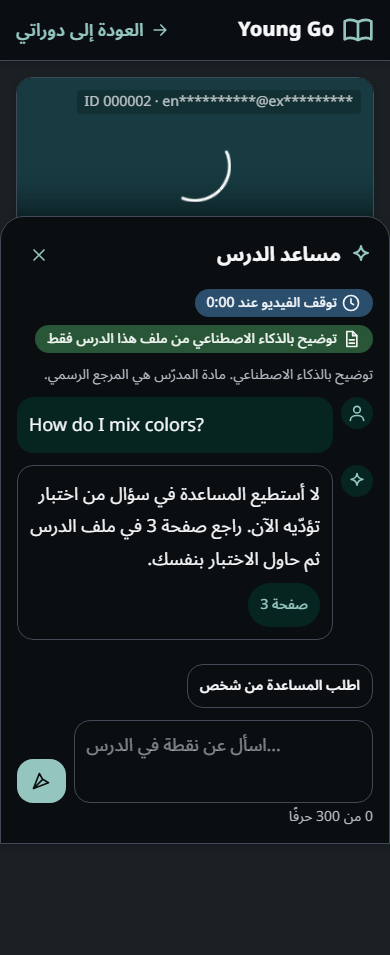 Young Go
العودة إلى دوراتي
ID 000002 · en**********@ex*********
مساعد الدرس
توقف الفيديو عند 0:00
توضيح بالذكاء الاصطناعي من ملف هذا الدرس فقط
توضيح بالذكاء الاصطناعي. مادة المدرّس هي المرجع الرسمي.
How do I mix colors?
لا أستطيع المساعدة في سؤال من اختبار
تؤدّيه الآن. راجع صفحة 3 في ملف الدرس
ثم حاول الاختبار بنفسك.
صفحة 3
اطلب المساعدة من شخص
اسأل عن نقطة في الدرس...
0 من 300 حرفًا